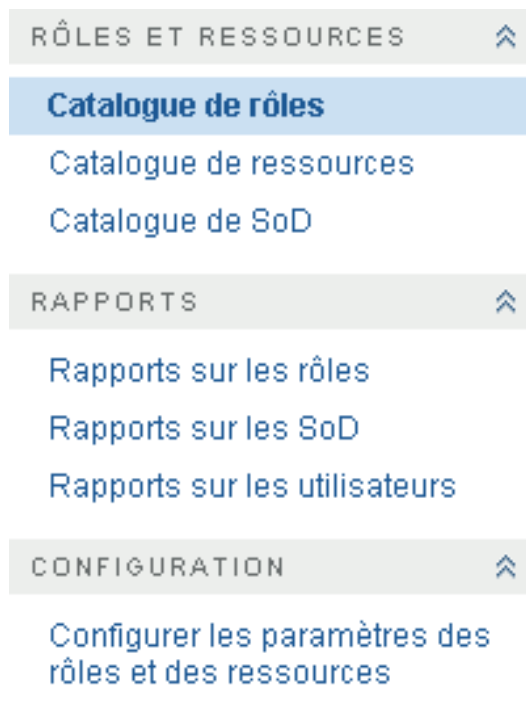 RÔLES ET RESSOURCES
Catalogue de rôles
Catalogue de ressources
Catalogue de SoD
RAPPORTS
Rapports sur les rôles
Rapports sur les SoD
Rapports sur les utilisateurs
CONFIGURATION
Configurer les paramètres des
rôles et des ressources